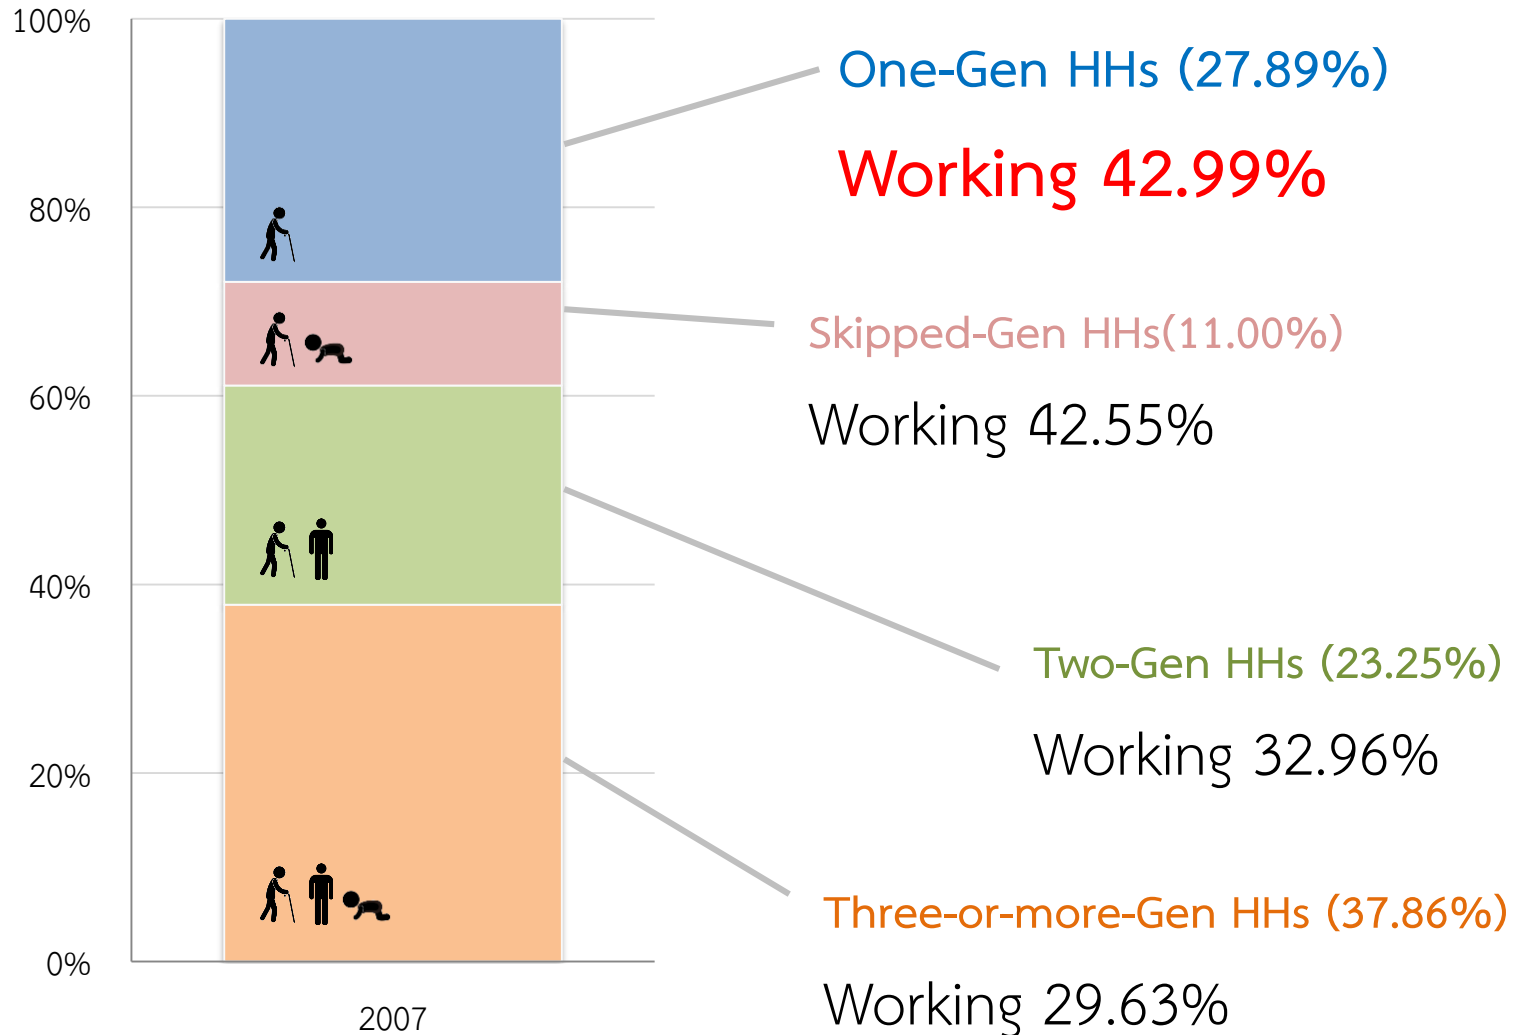 100%
80%
60%
40%
20%
0%
2007
One-Gen HHs (27.89%)
Working 42.99%
Skipped-Gen HHs(11.00%)
Working 42.55%
Two-Gen HHs (23.25%)
Working 32.96%
Three-or-more-Gen HHs (37.86%)
Working 29.63%